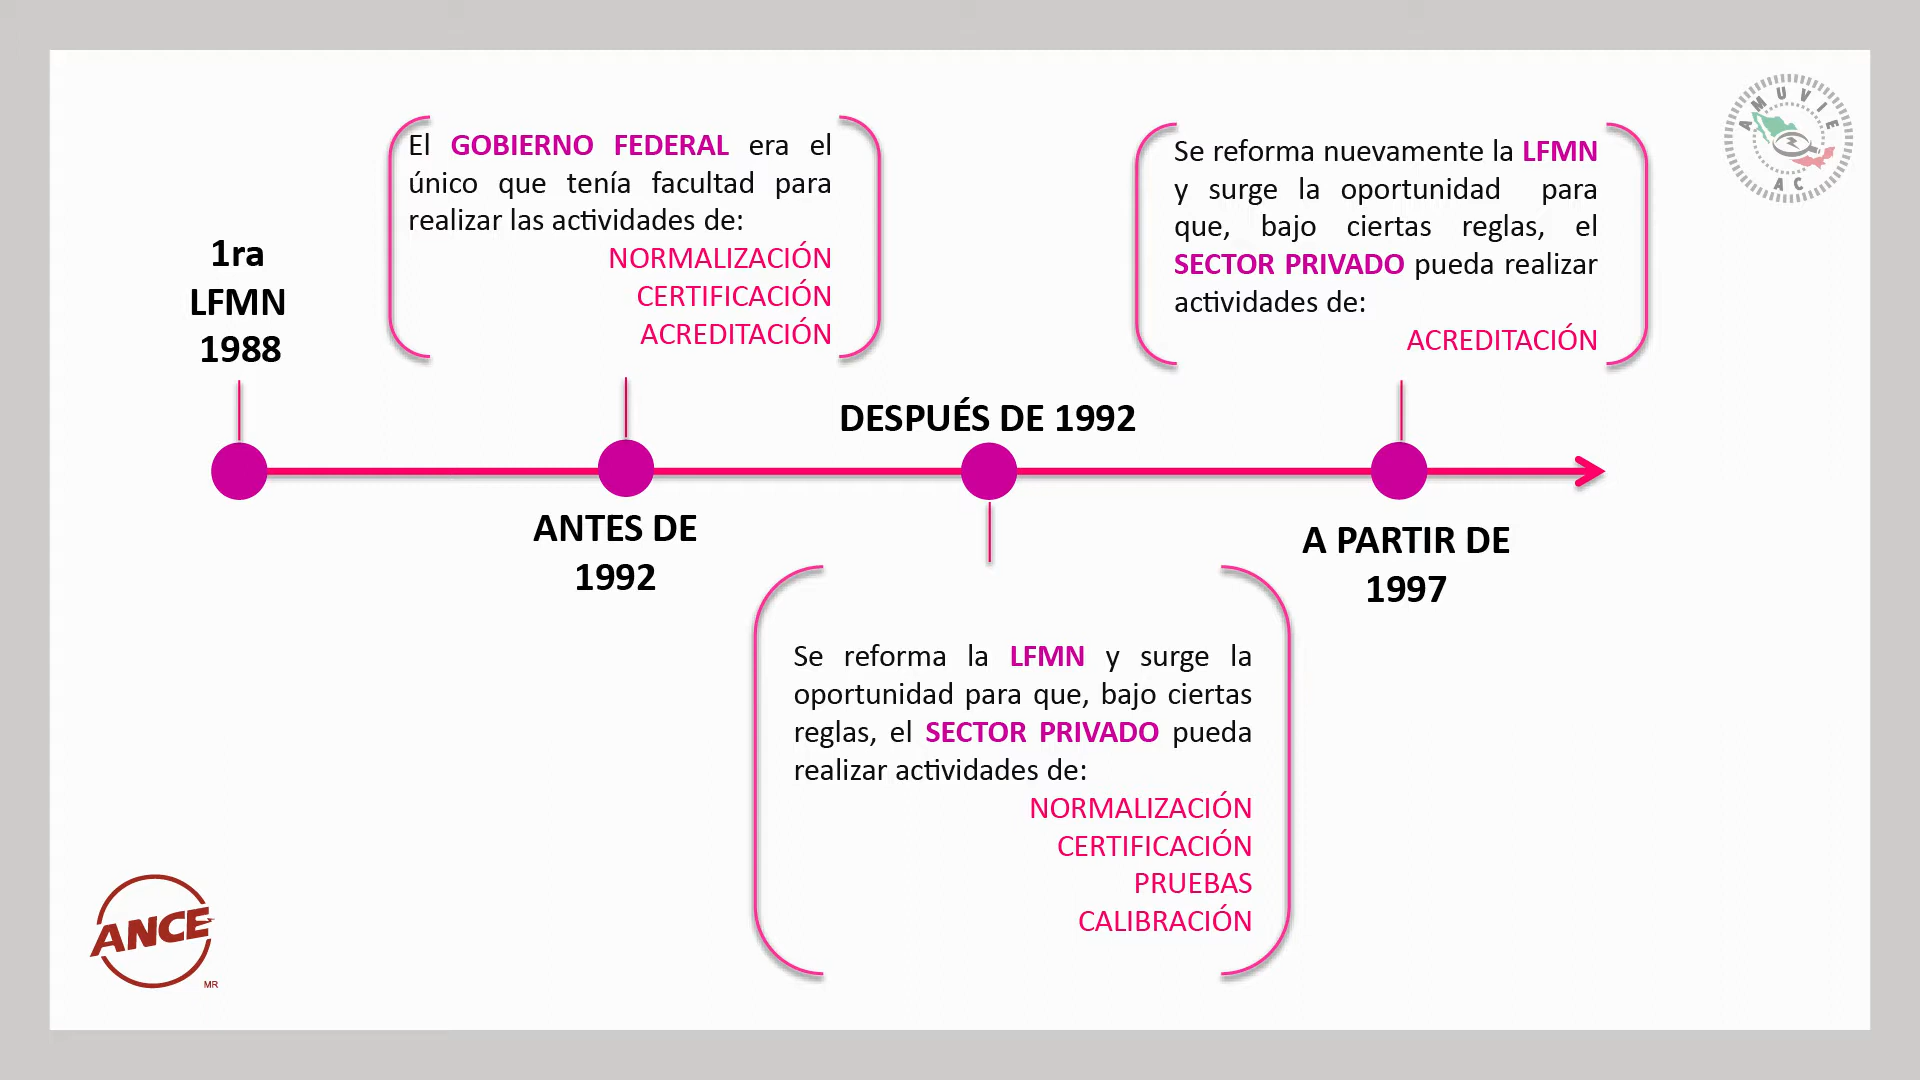 1ra
LFMN
1988
El GOBIERNO FEDERAL era el
único que tenía facultad para
realizar las actividades de:
NORMALIZACIÓN
CERTIFICACIÓN
ACREDITACIÓN
ANTES DE
1992
DESPUÉS DE 1992
Se reforma la LFMN y surge la
oportunidad para que, bajo ciertas
reglas, el SECTOR PRIVADO pueda
realizar actividades de:
NORMALIZACIÓN
CERTIFICACIÓN
PRUEBAS
CALIBRACIÓN
Se reforma nuevamente la LFMN
y surge la oportunidad para
que, bajo ciertas reglas, el
SECTOR PRIVADO pueda realizar
actividades de:
ACREDITACIÓN
A PARTIR DE
1997
AMUVIE
AC
ANCE
MR